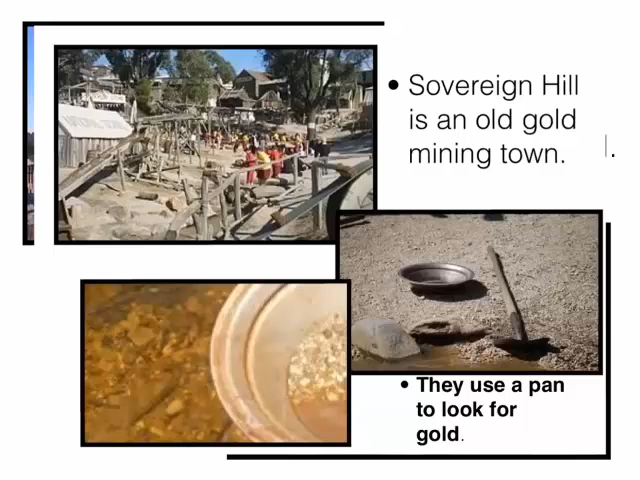 • Sovereign Hill
is an old gold
mining town.
• They use a pan
to look for
gold.